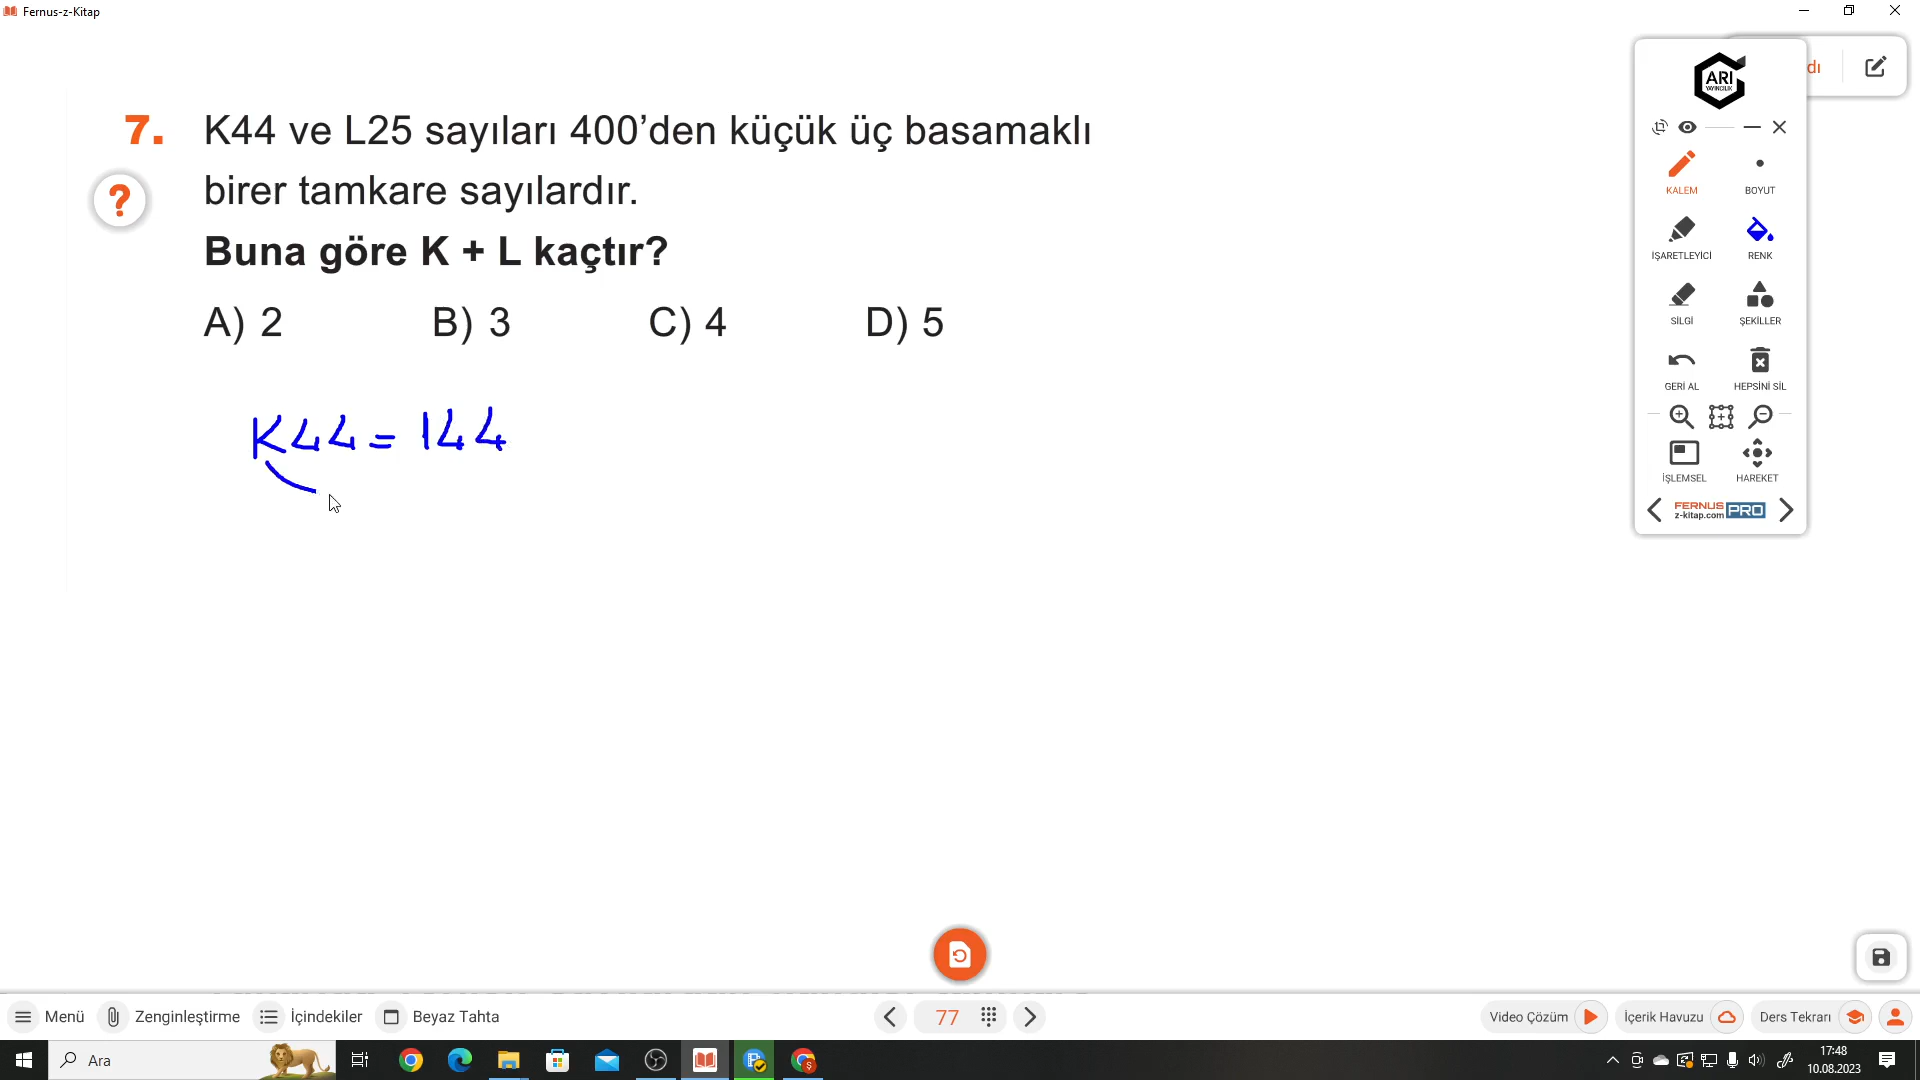 Fernus-z-Kitap
dı
ARI
YAYINCILIK
7. K44 ve L25 sayıları 400’den küçük üç basamaklı
birer tamkare sayılardır.
?
Buna göre K + L kaçtır?
A) 2 B) 3 C) 4 D) 5
K44 = 144
KALEM BOYUT
İŞARETLEYİCİ RENK
SİLGİ ŞEKİLLER
GERİ AL HEPSİNİ SİL
İŞLEMSEL HAREKET
FERNUS
z-kitap.com PRO
Menü Zenginleştirme İçindekiler Beyaz Tahta 77 Video Çözüm İçerik Havuzu Ders Tekrarı
Ara
17:48
10.08.2023